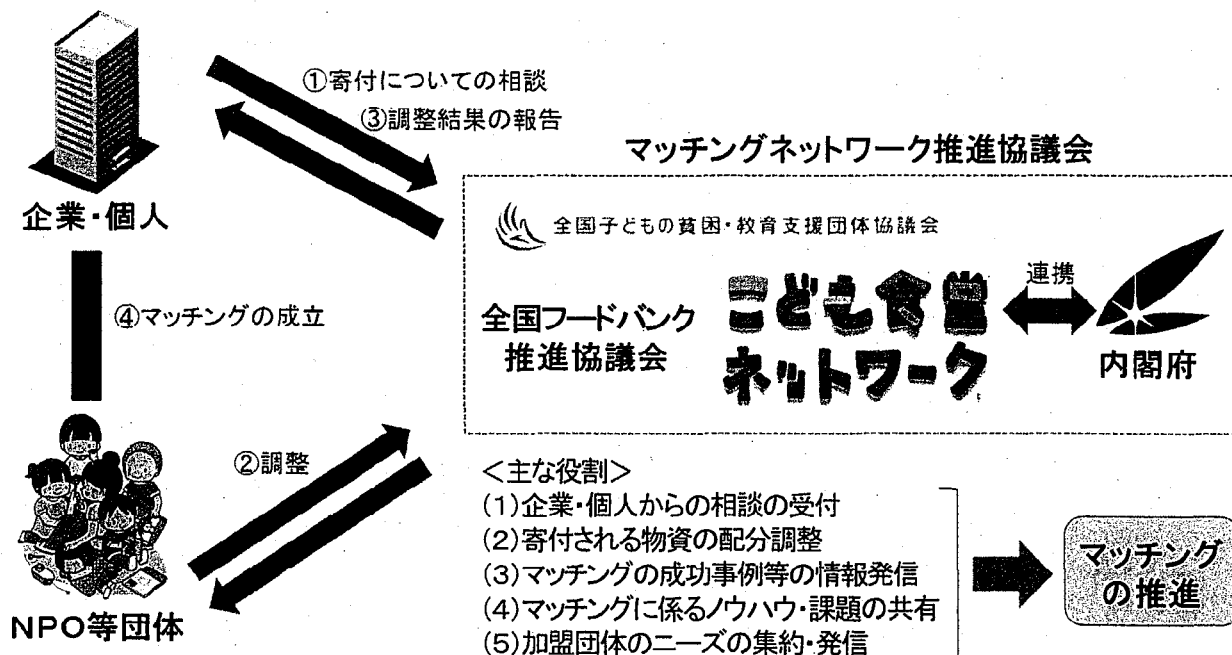 ①寄付についての相談
③調整結果の報告
企業・個人
マッチングネットワーク推進協議会
全国子どもの貧困・教育支援団体協議会
全国フードバンク
推進協議会
こども食堂
ネットワーク
連携
内閣府
④マッチングの成立
②調整
NPO等団体
＜主な役割＞
(1)企業・個人からの相談の受付
(2)寄付される物資の配分調整
(3)マッチングの成功事例等の情報発信
(4)マッチングに係るノウハウ・課題の共有
(5)加盟団体のニーズの集約・発信
マッチング
の推進